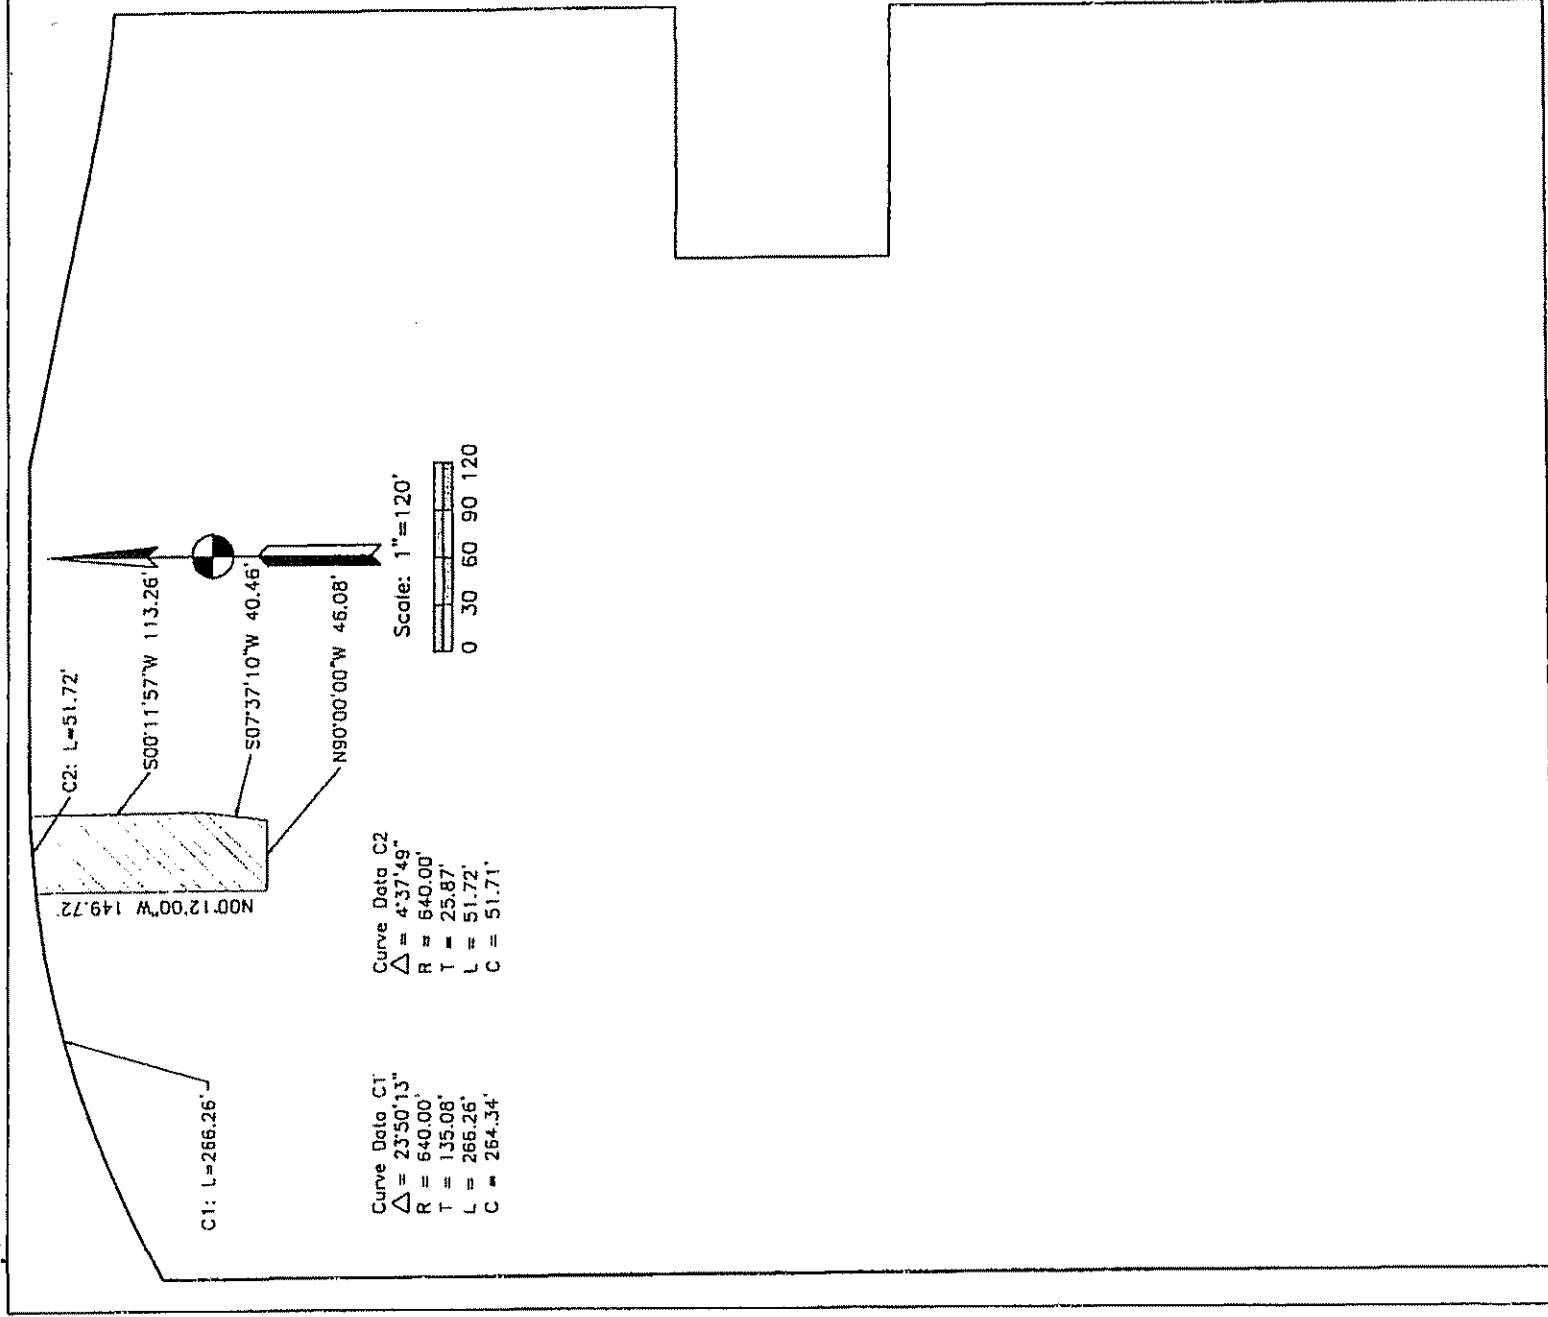 C2: L=51.72'
S00°11'57"W 113.26'
S07°37'10"W 40.46'
N90°00'00"W 46.08'
N00°12'00"W 149.72'
C1: L=266.26'
Scale: 1"=120'
0 30 60 90 120
Curve Data C1
△ = 23°50'13"
R = 640.00'
T = 135.08'
L = 266.26'
C = 264.34'
Curve Data C2
△ = 4°37'49"
R = 640.00'
T = 25.87'
L = 51.72'
C = 51.71'